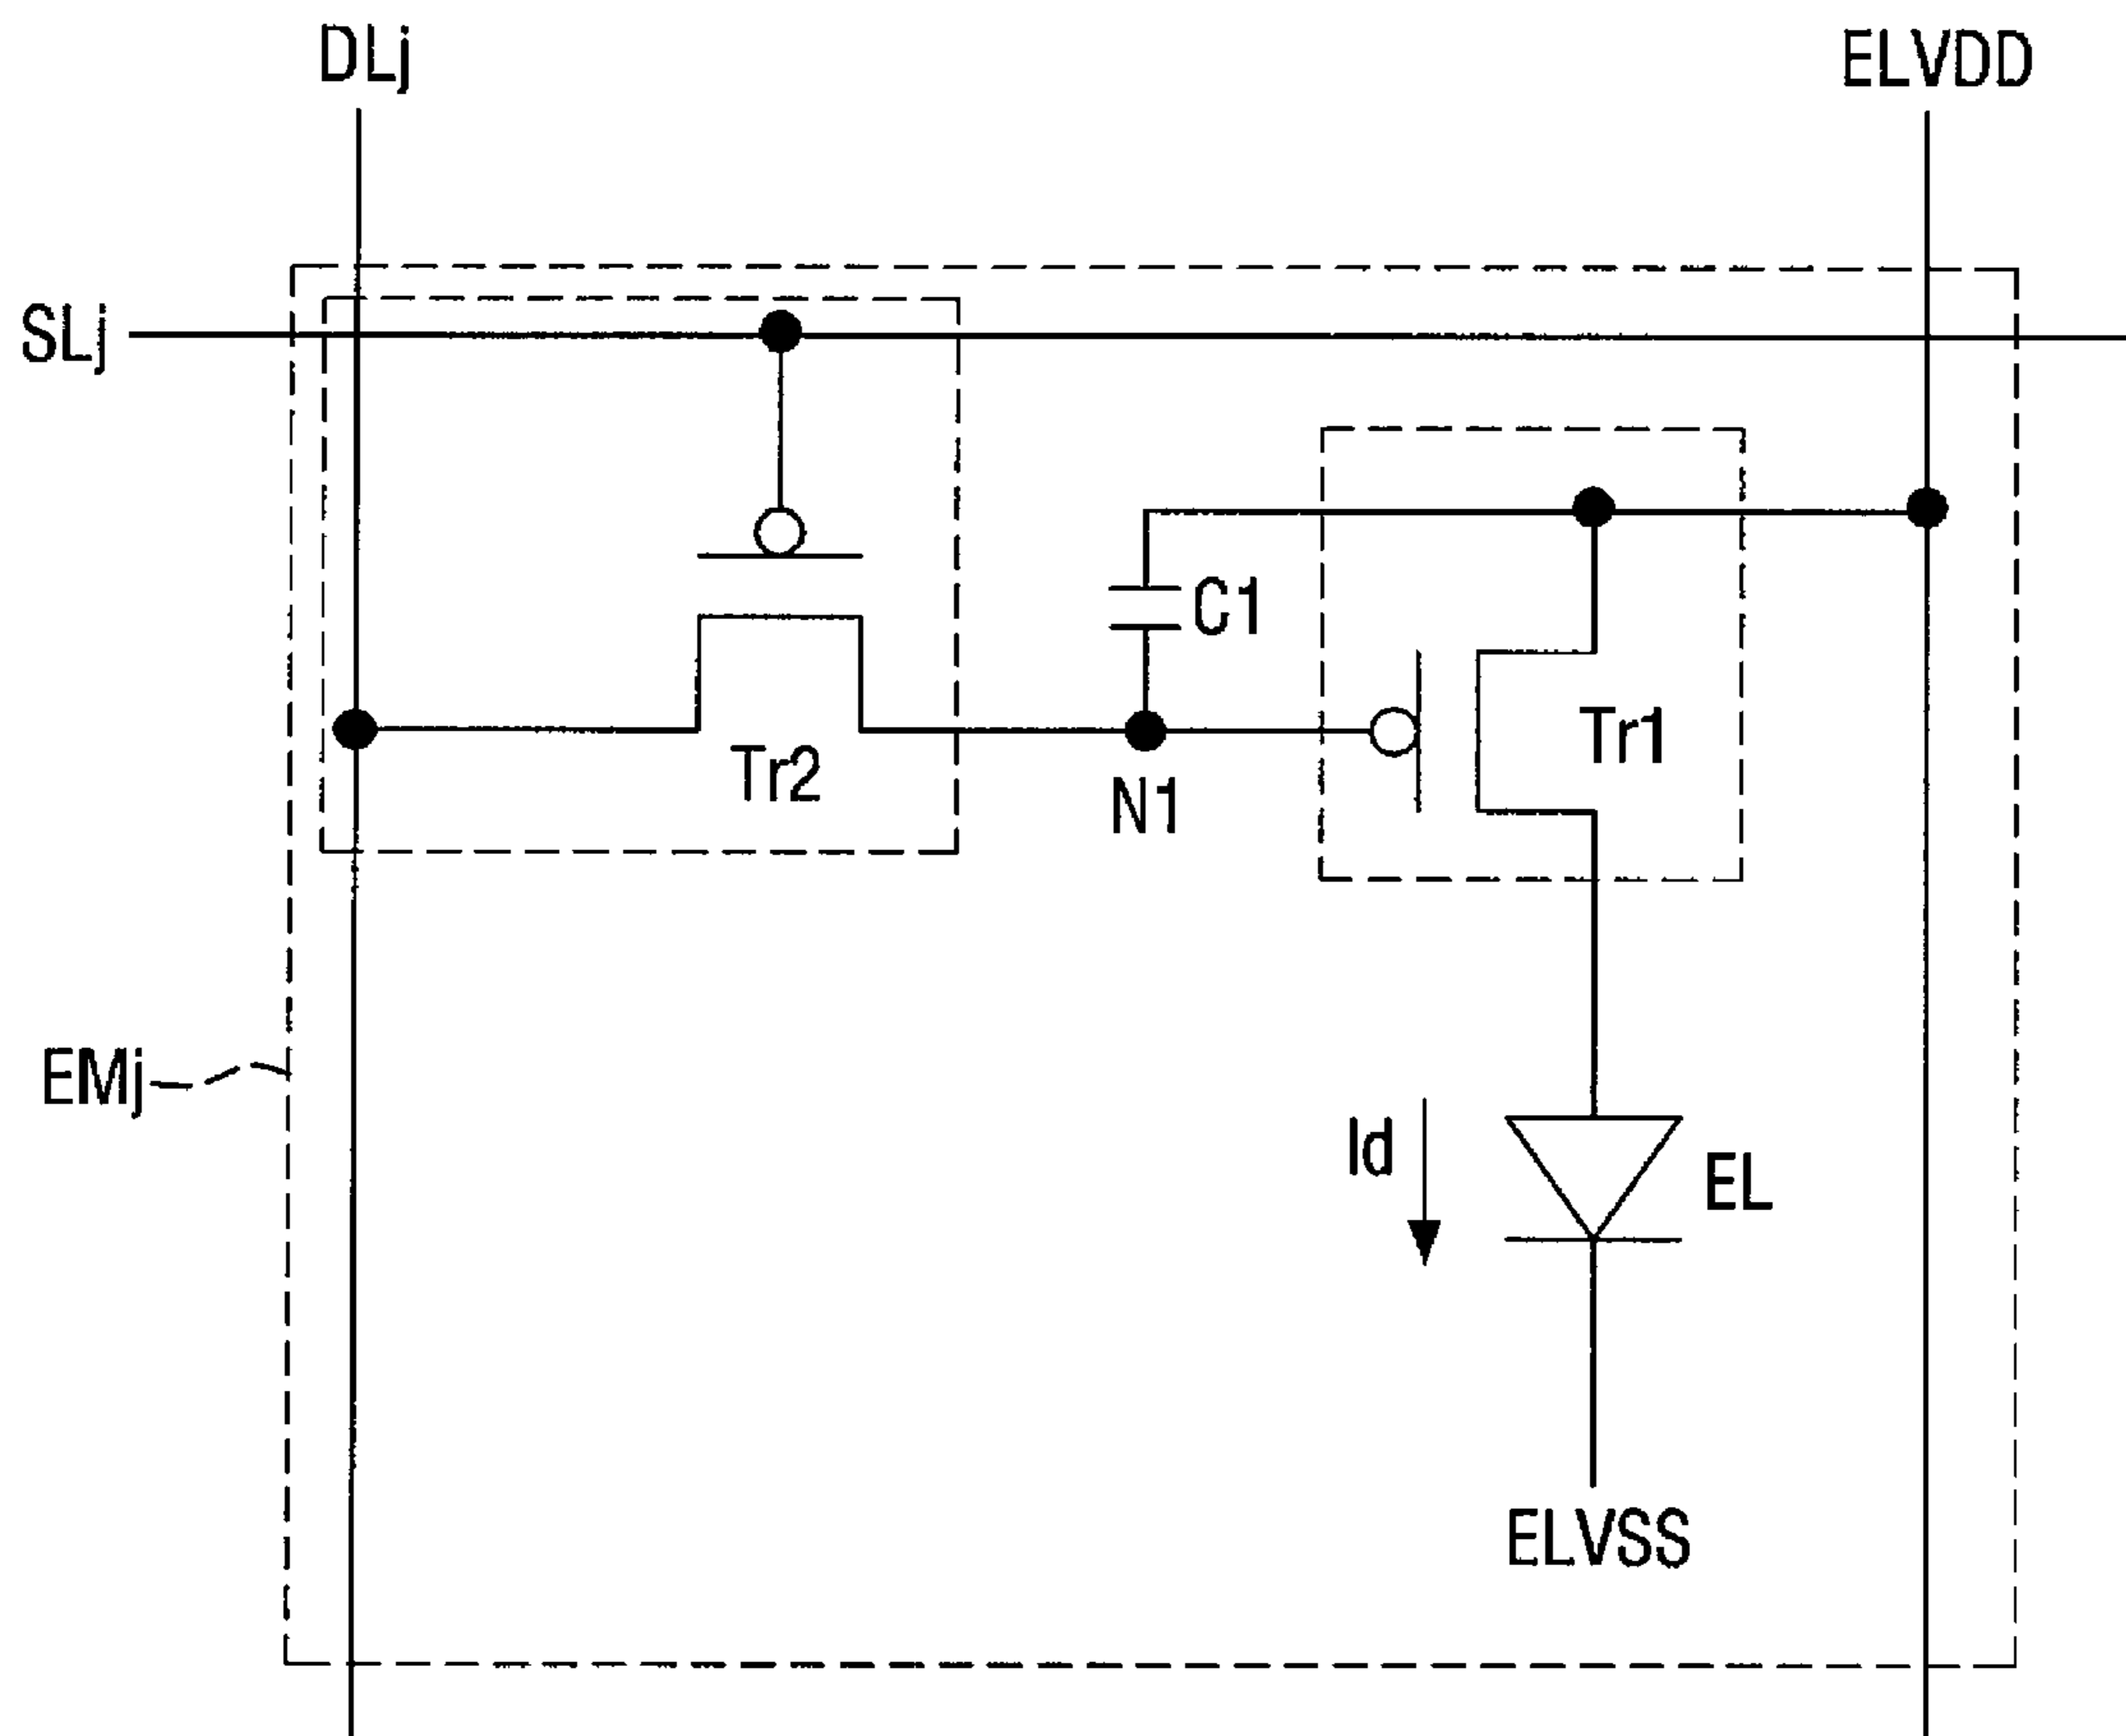 DLj
ELVDD
SLj
C1
Tr1
Tr2
N1
EMj
Id
EL
ELVSS